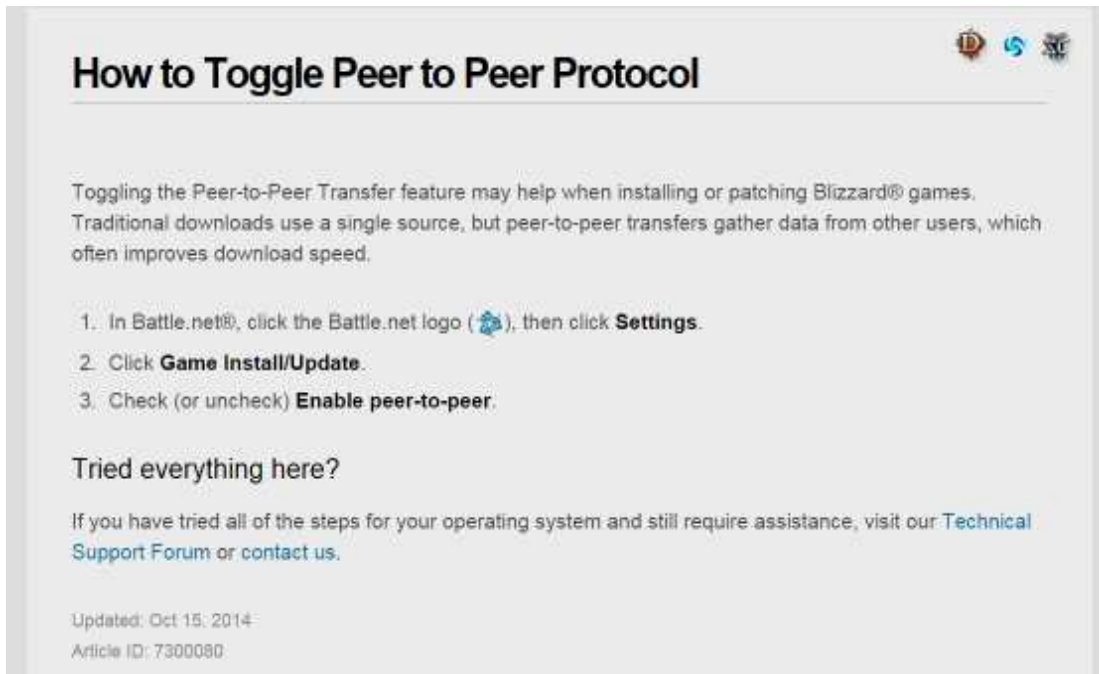 How to Toggle Peer to Peer Protocol
Toggling the Peer-to-Peer Transfer feature may help when installing or patching Blizzard® games.
Traditional downloads use a single source, but peer-to-peer transfers gather data from other users, which
often improves download speed.
1. In Battle.net®, click the Battle.net logo ( ), then click Settings.
2. Click Game Install/Update.
3. Check (or uncheck) Enable peer-to-peer.
Tried everything here?
If you have tried all of the steps for your operating system and still require assistance, visit our Technical
Support Forum or contact us.
Updated: Oct 15, 2014
Article ID: 7300080